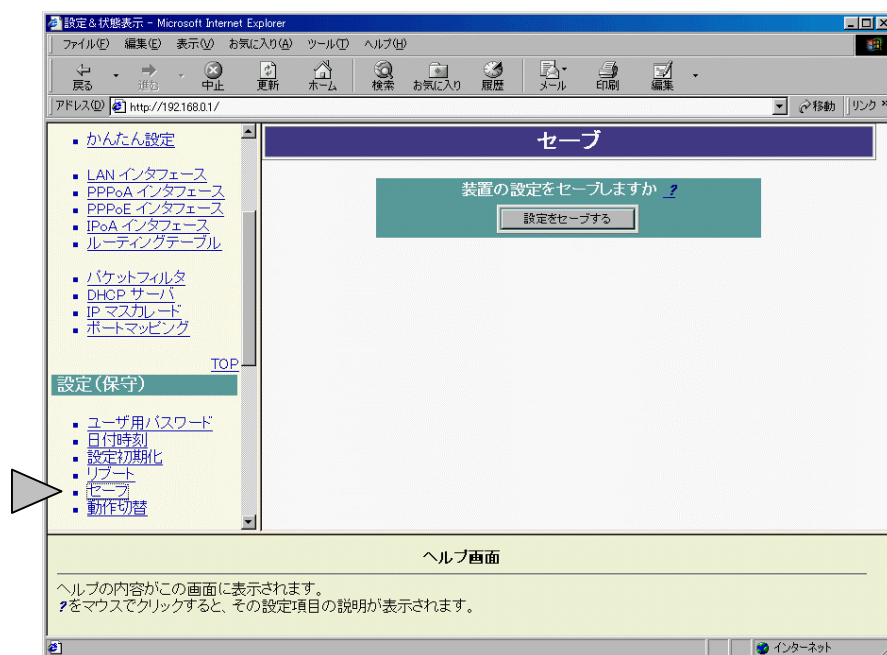 設定＆状態表示 - Microsoft Internet Explorer
ファイル(F) 編集(E) 表示(V) お気に入り(A) ツール(T) ヘルプ(H)
戻る 進む 中止 更新 ホーム 検索 お気に入り 履歴 メール 印刷 編集
アドレス(D) http://192.168.0.1/ 移動 リンク »
かんたん設定
LAN インタフェース
PPPoA インタフェース
PPPoE インタフェース
IPoA インタフェース
ルーティングテーブル
パケットフィルタ
DHCP サーバ
IP マスカレード
ポートマッピング
TOP
設定(保守)
ユーザ用パスワード
日付時刻
設定初期化
リブート
セーブ
動作切替
セーブ
装置の設定をセーブしますか ?
設定をセーブする
ヘルプ画面
ヘルプの内容がこの画面に表示されます。
?をマウスでクリックすると、その設定項目の説明が表示されます。
インターネット